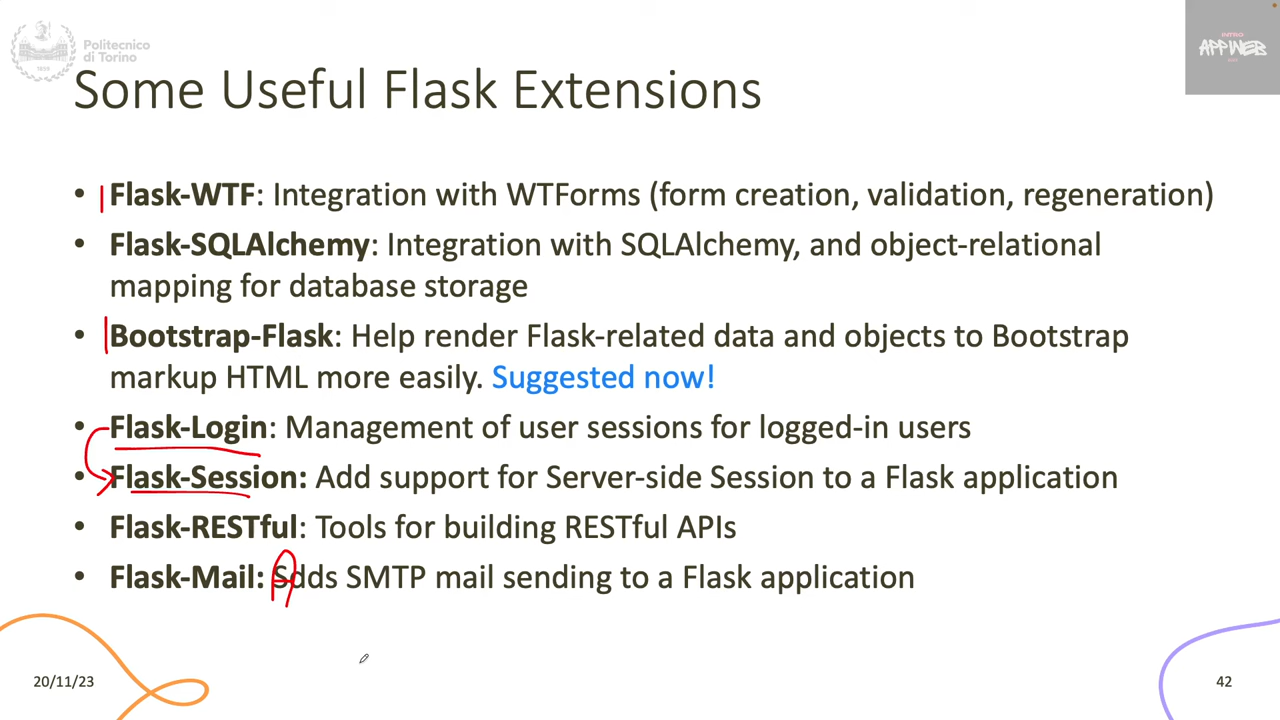 Politecnico
di Torino
INTRO
APPWEB
Some Useful Flask Extensions
• Flask-WTF: Integration with WTForms (form creation, validation, regeneration)
• Flask-SQLAlchemy: Integration with SQLAlchemy, and object-relational
mapping for database storage
• Bootstrap-Flask: Help render Flask-related data and objects to Bootstrap
markup HTML more easily. Suggested now!
• Flask-Login: Management of user sessions for logged-in users
• Flask-Session: Add support for Server-side Session to a Flask application
• Flask-RESTful: Tools for building RESTful APIs
• Flask-Mail: Sdds SMTP mail sending to a Flask application
A
20/11/23
42